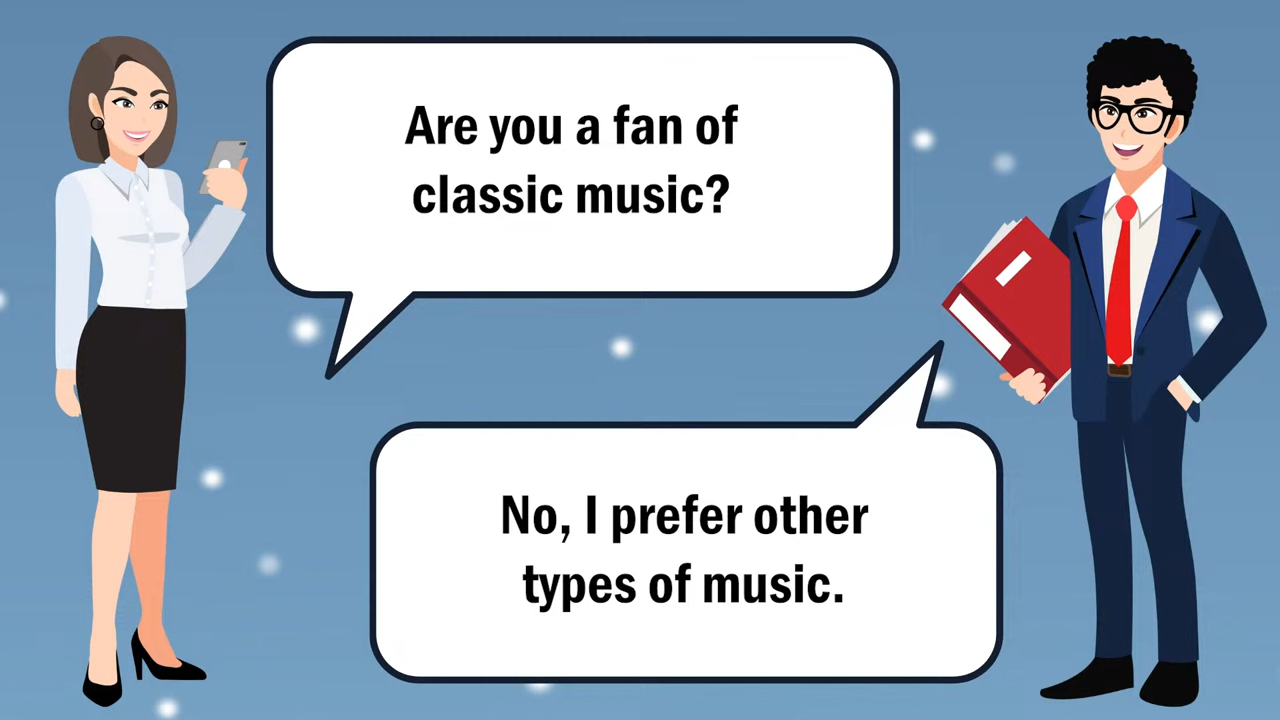 Are you a fan of
classic music?
No, I prefer other
types of music.